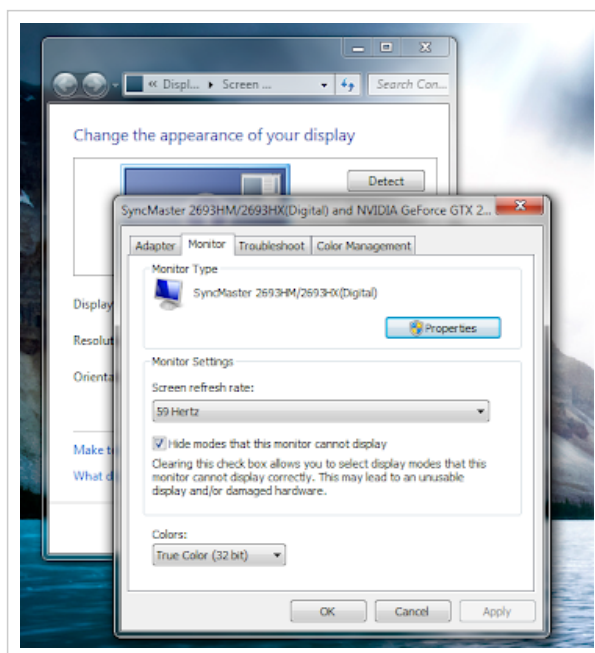 « Displ... ▸ Screen ...
Search Con...
Change the appearance of your display
Detect
SyncMaster 2693HM/2693HX(Digital) and NVIDIA GeForce GTX 2...
Adapter Monitor Troubleshoot Color Management
Monitor Type
SyncMaster 2693HM/2693HX(Digital)
Properties
Display
Resolut
Orienta
Monitor Settings
Screen refresh rate:
59 Hertz
Hide modes that this monitor cannot display
Clearing this check box allows you to select display modes that this
monitor cannot display correctly. This may lead to an unusable
display and/or damaged hardware.
Make t
What d
Colors:
True Color (32 bit)
OK Cancel Apply